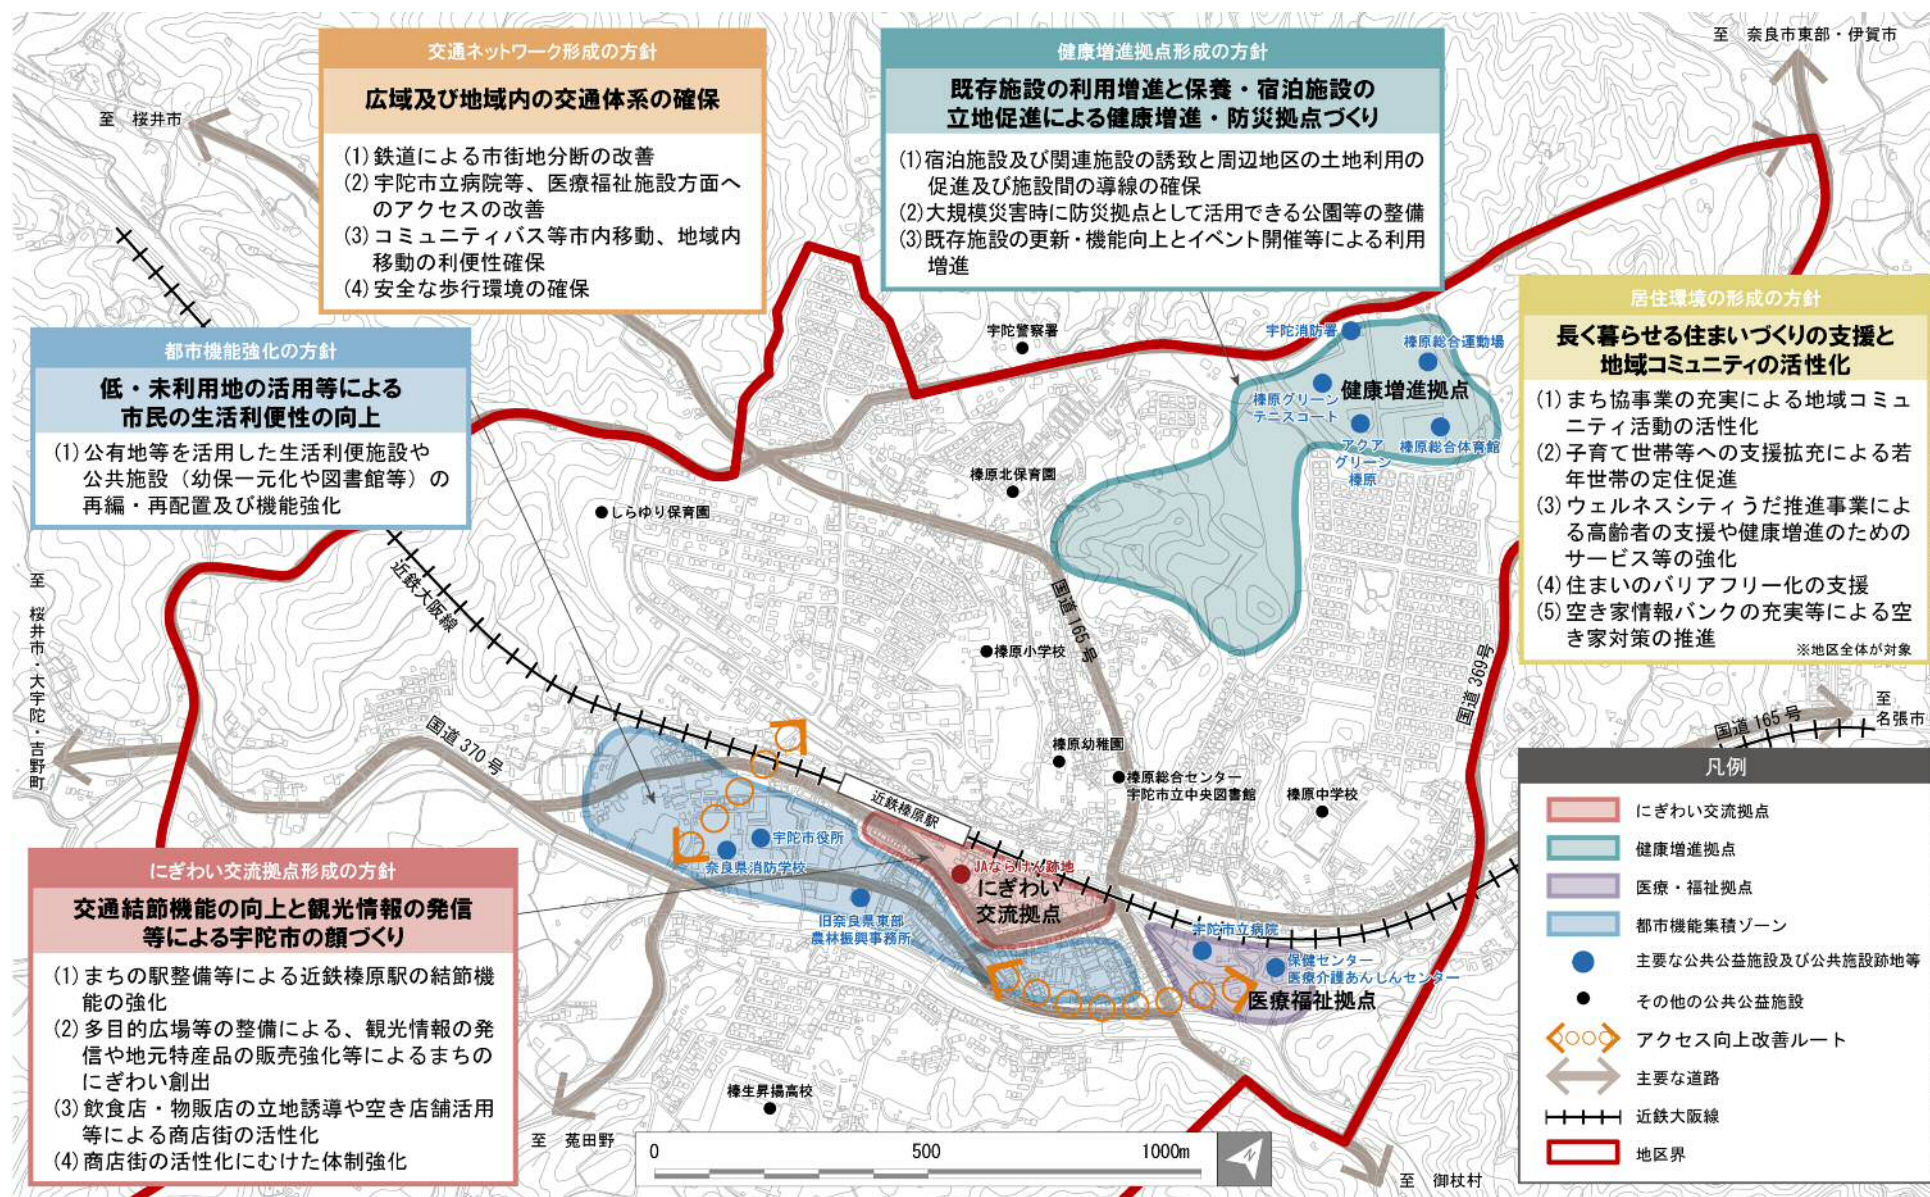 至 奈良市東部・伊賀市
交通ネットワーク形成の方針
広域及び地域内の交通体系の確保
(1)鉄道による市街地分断の改善
(2)宇陀市立病院等、医療福祉施設方面へ
のアクセスの改善
(3)コミュニティバス等市内移動、地域内
移動の利便性確保
(4)安全な歩行環境の確保
健康増進拠点形成の方針
既存施設の利用増進と保養・宿泊施設の
立地促進による健康増進・防災拠点づくり
(1)宿泊施設及び関連施設の誘致と周辺地区の土地利用の
促進及び施設間の導線の確保
(2)大規模災害時に防災拠点として活用できる公園等の整備
(3)既存施設の更新・機能向上とイベント開催等による利用
増進
至 桜井市
都市機能強化の方針
低・未利用地の活用等による
市民の生活利便性の向上
(1)公有地等を活用した生活利便施設や
公共施設（幼保一元化や図書館等）の
再編・再配置及び機能強化
居住環境の形成の方針
長く暮らせる住まいづくりの支援と
地域コミュニティの活性化
(1)まち協事業の充実による地域コミュ
ニティ活動の活性化
(2)子育て世帯等への支援拡充による若
年世帯の定住促進
(3)ウェルネスシティうだ推進事業によ
る高齢者の支援や健康増進のための
サービス等の強化
(4)住まいのバリアフリー化の支援
(5)空き家情報バンクの充実等による空
き家対策の推進
※地区全体が対象
宇陀警察署
宇陀消防署
榛原総合運動場
健康増進拠点
榛原グリーン
テニスコート
アクア
グリーン
榛原
榛原総合体育館
榛原北保育園
しらゆり保育園
近鉄大阪線
国道165号
榛原小学校
国道369号
至 桜井市・大宇陀・吉野町
国道370号
榛原幼稚園
榛原総合センター
宇陀市立中央図書館
榛原中学校
国道165号
至
名張市
近鉄榛原駅
宇陀市役所
奈良県消防学校
JAならけん跡地
にぎわい
交流拠点
旧奈良県東部
農林振興事務所
宇陀市立病院
保健センター
医療介護あんしんセンター
医療福祉拠点
にぎわい交流拠点形成の方針
交通結節機能の向上と観光情報の発信
等による宇陀市の顔づくり
(1)まちの駅整備等による近鉄榛原駅の結節機
能の強化
(2)多目的広場等の整備による、観光情報の発
信や地元特産品の販売強化等によるまちの
にぎわい創出
(3)飲食店・物販店の立地誘導や空き店舗活用
等による商店街の活性化
(4)商店街の活性化にむけた体制強化
榛生昇揚高校
至 菟田野
0 500 1000m
N
至 御杖村
凡例
にぎわい交流拠点
健康増進拠点
医療・福祉拠点
都市機能集積ゾーン
主要な公共公益施設及び公共施設跡地等
その他の公共公益施設
アクセス向上改善ルート
主要な道路
近鉄大阪線
地区界